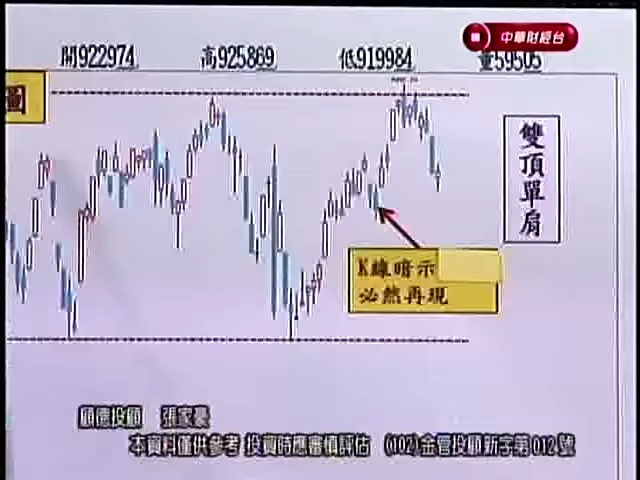 中華財經台
開922974 高925869 低919984 量59505
圖
雙頂單肩
K線暗示
必然再現
顧德投顧 張家豪
本資料僅供參考 投資時應審慎評估 (102)金管投顧新字第012號